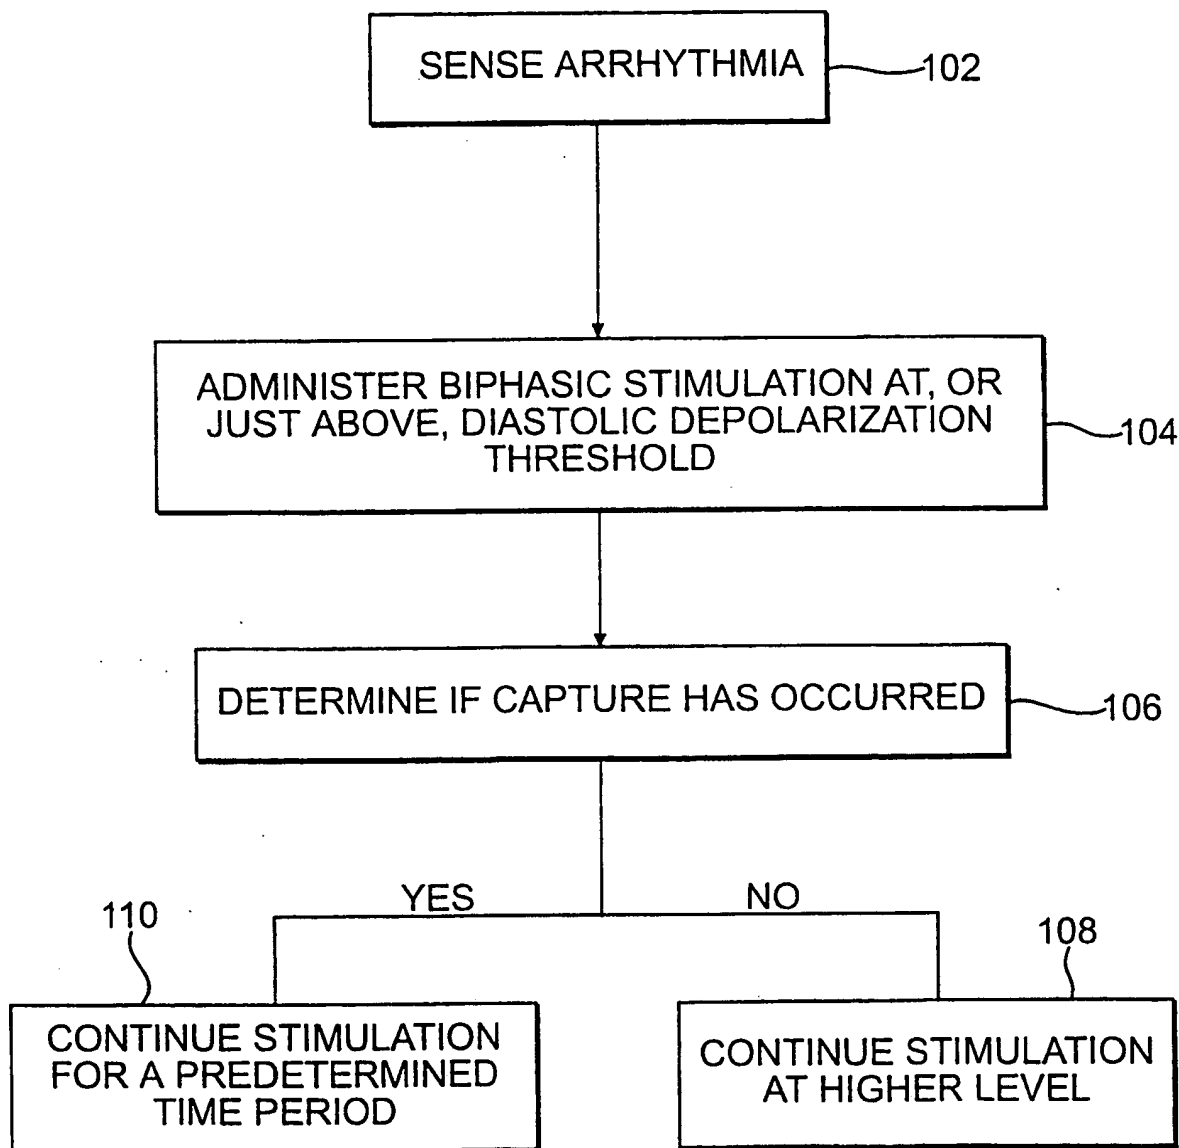 SENSE ARRHYTHMIA
102
ADMINISTER BIPHASIC STIMULATION AT, OR
JUST ABOVE, DIASTOLIC DEPOLARIZATION
THRESHOLD
104
DETERMINE IF CAPTURE HAS OCCURRED
106
YES
NO
110
108
CONTINUE STIMULATION
FOR A PREDETERMINED
TIME PERIOD
CONTINUE STIMULATION
AT HIGHER LEVEL